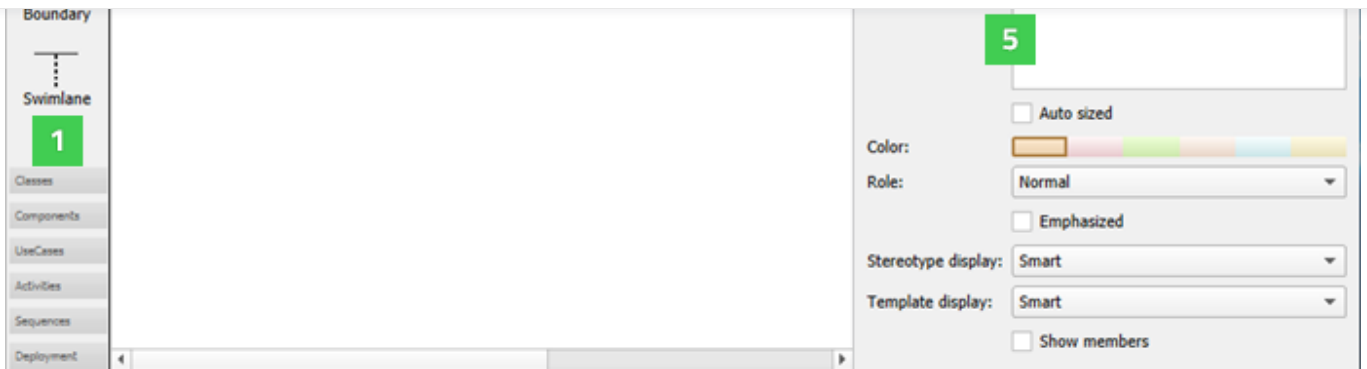 Boundary
Swimlane
1
Classes
Components
UseCases
Activities
Sequences
Deployment
5
Auto sized
Color:
Role: Normal
Emphasized
Stereotype display: Smart
Template display: Smart
Show members